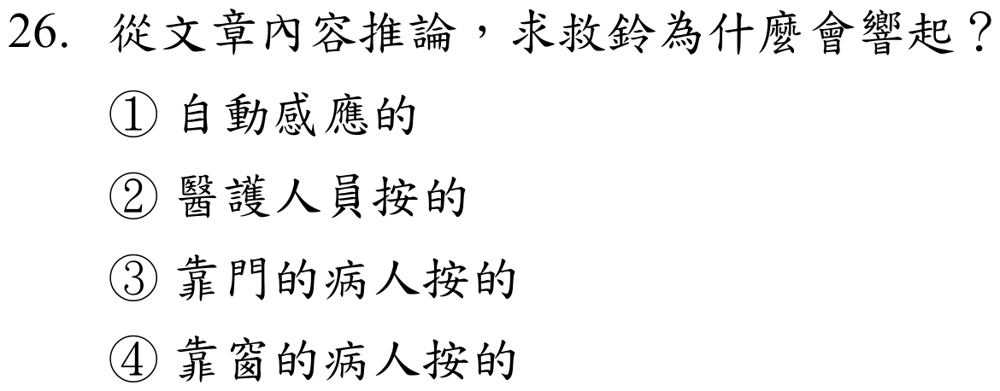 26. 從文章內容推論，求救鈴為什麼會響起？
① 自動感應的
② 醫護人員按的
③ 靠門的病人按的
④ 靠窗的病人按的